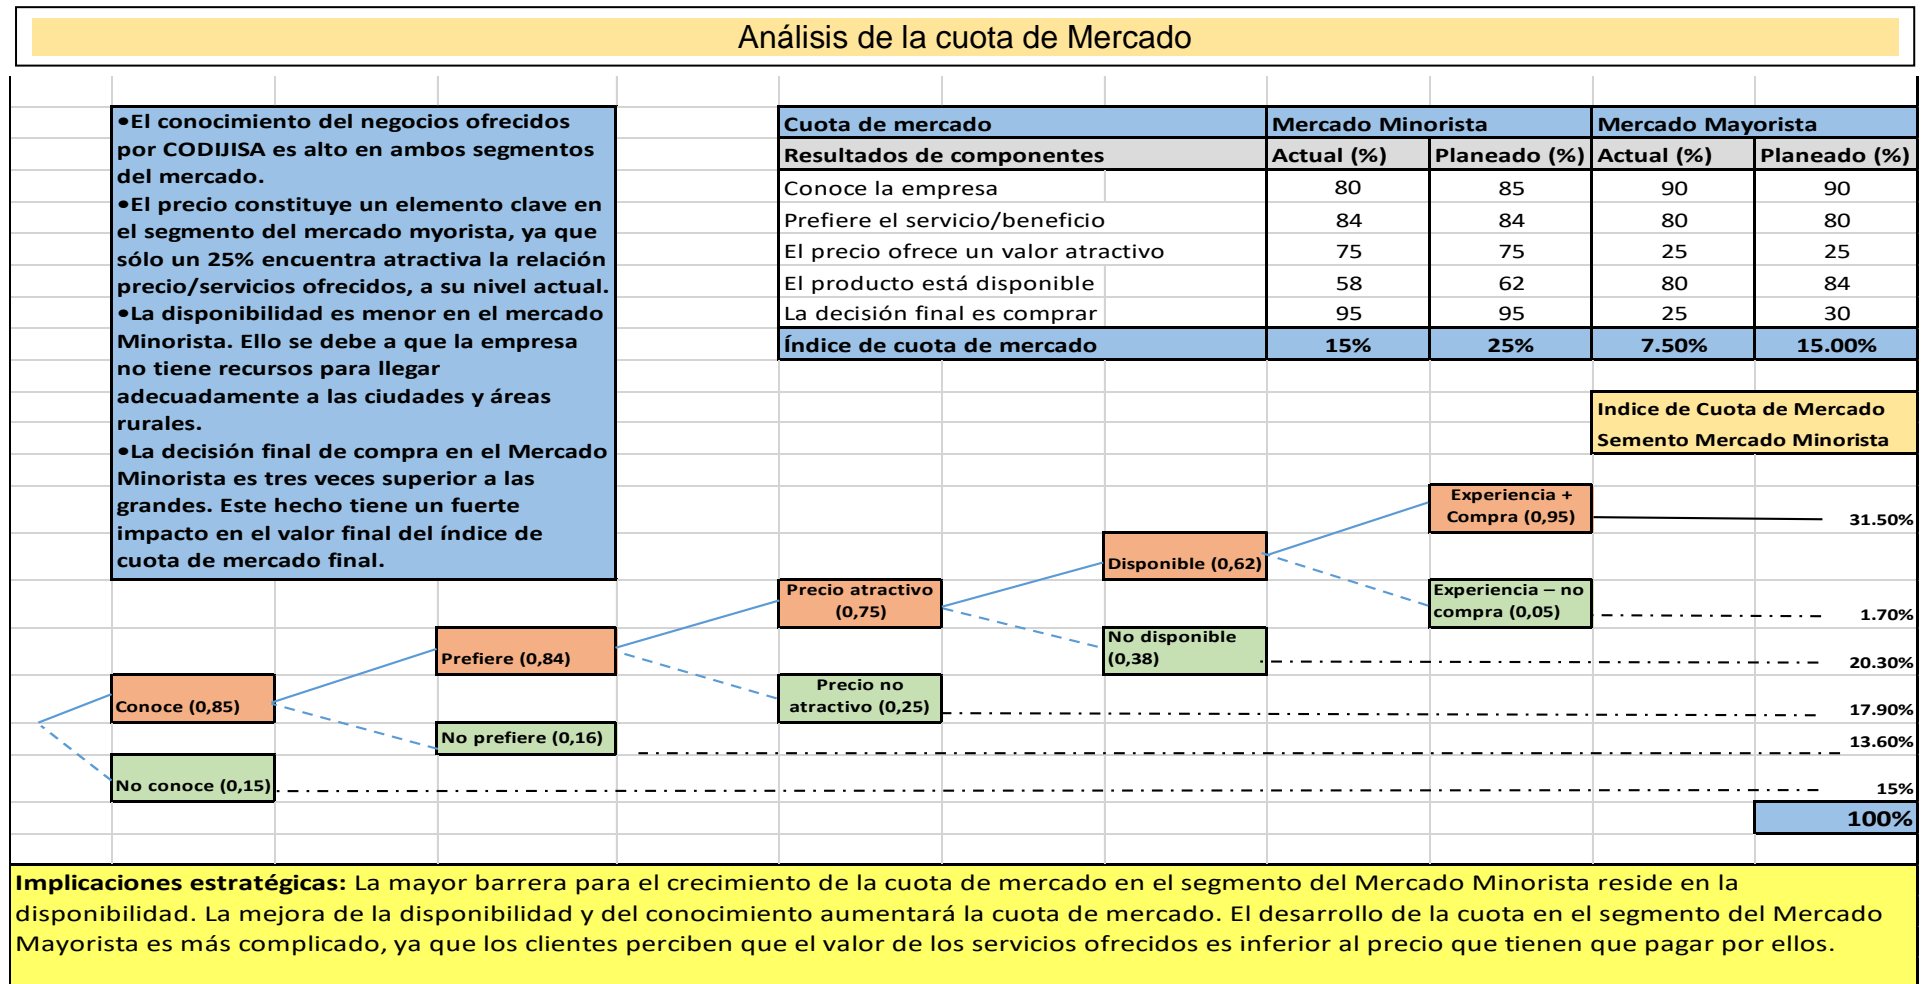 Análisis de la cuota de Mercado
•El conocimiento del negocios ofrecidos
por CODIJISA es alto en ambos segmentos
del mercado.
•El precio constituye un elemento clave en
el segmento del mercado myorista, ya que
sólo un 25% encuentra atractiva la relación
precio/servicios ofrecidos, a su nivel actual.
•La disponibilidad es menor en el mercado
Minorista. Ello se debe a que la empresa
no tiene recursos para llegar
adecuadamente a las ciudades y áreas
rurales.
•La decisión final de compra en el Mercado
Minorista es tres veces superior a las
grandes. Este hecho tiene un fuerte
impacto en el valor final del índice de
cuota de mercado final.
Cuota de mercado Mercado Minorista Mercado Mayorista
Resultados de componentes Actual (%) Planeado (%) Actual (%) Planeado (%)
Conoce la empresa 80 85 90 90
Prefiere el servicio/beneficio 84 84 80 80
El precio ofrece un valor atractivo 75 75 25 25
El producto está disponible 58 62 80 84
La decisión final es comprar 95 95 25 30
Índice de cuota de mercado 15% 25% 7.50% 15.00%
Indice de Cuota de Mercado
Semento Mercado Minorista
Experiencia +
Compra (0,95)
31.50%
Disponible (0,62)
Precio atractivo
(0,75)
Experiencia – no
compra (0,05)
1.70%
Prefiere (0,84)
No disponible
(0,38)
20.30%
Conoce (0,85)
Precio no
atractivo (0,25)
17.90%
No prefiere (0,16)
13.60%
No conoce (0,15)
15%
100%
Implicaciones estratégicas: La mayor barrera para el crecimiento de la cuota de mercado en el segmento del Mercado Minorista reside en la
disponibilidad. La mejora de la disponibilidad y del conocimiento aumentará la cuota de mercado. El desarrollo de la cuota en el segmento del Mercado
Mayorista es más complicado, ya que los clientes perciben que el valor de los servicios ofrecidos es inferior al precio que tienen que pagar por ellos.